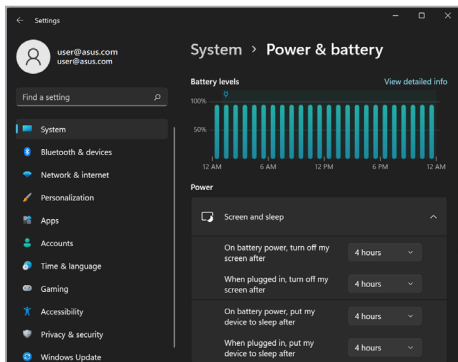 Settings
user@asus.com
user@asus.com
Find a setting
System
Bluetooth & devices
Network & internet
Personalization
Apps
Accounts
Time & language
Gaming
Accessibility
Privacy & security
Windows Update
System > Power & battery
Battery levels
View detailed info
100%
50%
12 AM 6 AM 12 PM 6 PM 12 AM
Power
Screen and sleep
On battery power, turn off my
screen after
4 hours
When plugged in, turn off my
screen after
4 hours
On battery power, put my
device to sleep after
4 hours
When plugged in, put my
device to sleep after
4 hours